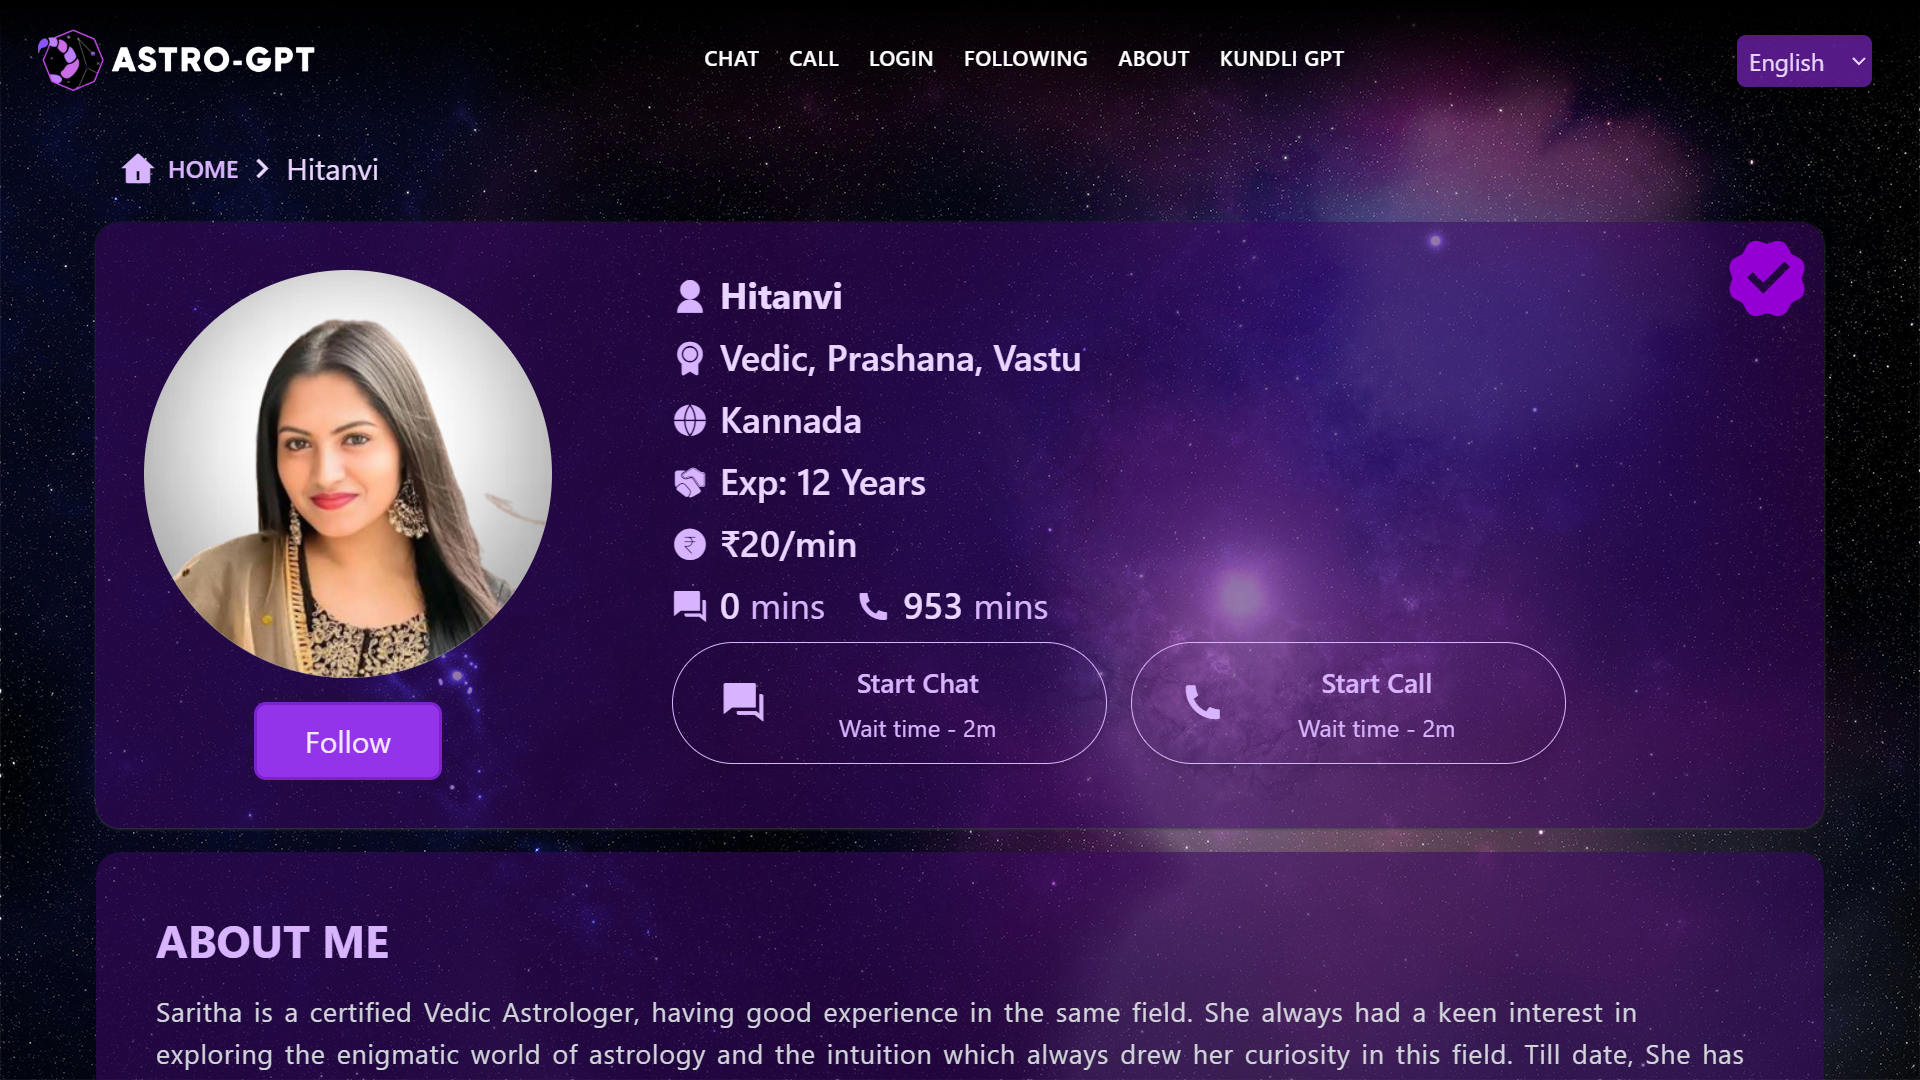 ASTRO-GPT
CHAT CALL LOGIN FOLLOWING ABOUT KUNDLI GPT
English
HOME Hitanvi
Hitanvi
Vedic, Prashana, Vastu
Kannada
Exp: 12 Years
₹20/min
0 mins 953 mins
Start Chat
Wait time - 2m
Start Call
Wait time - 2m
Follow
ABOUT ME
Saritha is a certified Vedic Astrologer, having good experience in the same field. She always had a keen interest in
exploring the enigmatic world of astrology and the intuition which always drew her curiosity in this field. Till date, She has